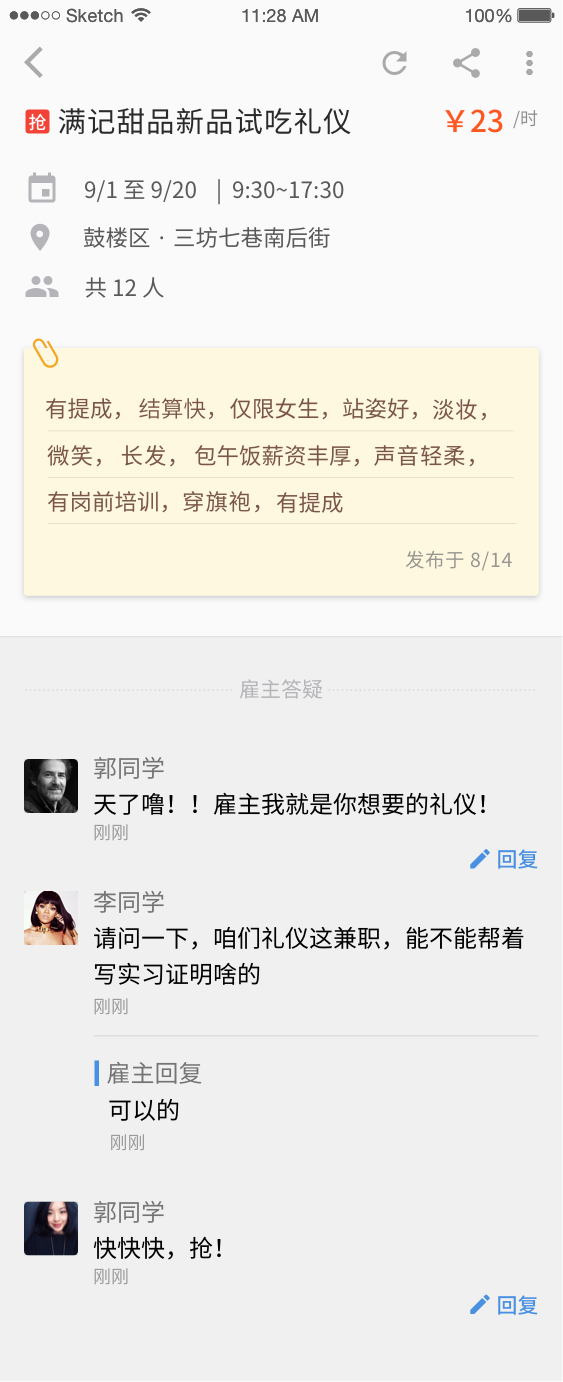 Sketch 11:28 AM 100%
抢 满记甜品新品试吃礼仪 ￥23 /时
9/1 至 9/20 | 9:30~17:30
鼓楼区 · 三坊七巷南后街
共 12 人
有提成， 结算快，仅限女生，站姿好，淡妆，
微笑， 长发， 包午饭薪资丰厚，声音轻柔，
有岗前培训，穿旗袍，有提成
发布于 8/14
雇主答疑
郭同学
天了噜！！雇主我就是你想要的礼仪！
刚刚
回复
李同学
请问一下，咱们礼仪这兼职，能不能帮着
写实习证明啥的
刚刚
雇主回复
可以的
刚刚
郭同学
快快快，抢！
刚刚
回复